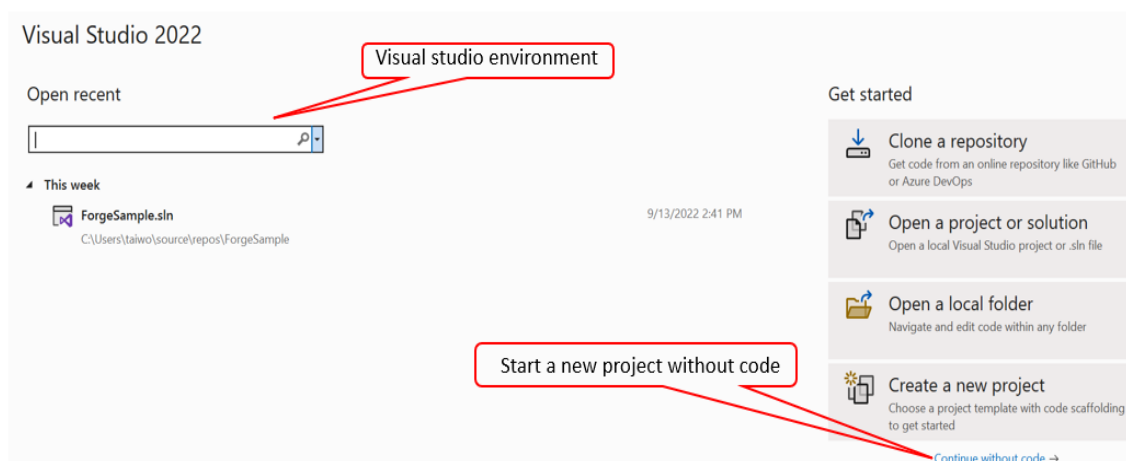 Visual Studio 2022
Visual studio environment
Open recent
This week
ForgeSample.sln
9/13/2022 2:41 PM
C:\Users\taiwo\source\repos\ForgeSample
Get started
Clone a repository
Get code from an online repository like GitHub
or Azure DevOps
Open a project or solution
Open a local Visual Studio project or .sln file
Open a local folder
Navigate and edit code within any folder
Start a new project without code
Create a new project
Choose a project template with code scaffolding
to get started
Continue without code →